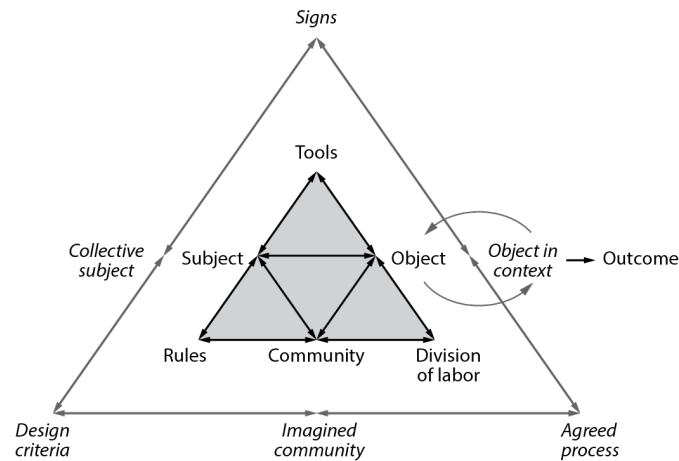 Signs
Tools
Collective
subject
Subject
Object
Object in
context
Outcome
Rules
Community
Division
of labor
Design
criteria
Imagined
community
Agreed
process